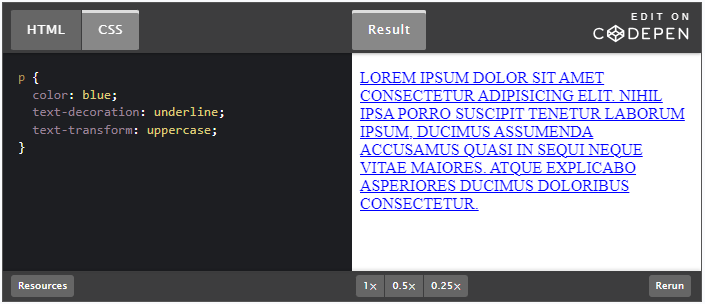 HTML CSS Result EDIT ON
CODEPEN
p {
  color: blue;
  text-decoration: underline;
  text-transform: uppercase;
}
LOREM IPSUM DOLOR SIT AMET
CONSECTETUR ADIPISICING ELIT. NIHIL
IPSA PORRO SUSCIPIT TENETUR LABORUM
IPSUM, DUCIMUS ASSUMENDA
ACCUSAMUS QUASI IN SEQUI NEQUE
VITAE MAIORES. ATQUE EXPLICABO
ASPERIORES DUCIMUS DOLORIBUS
CONSECTETUR.
Resources 1× 0.5× 0.25× Rerun